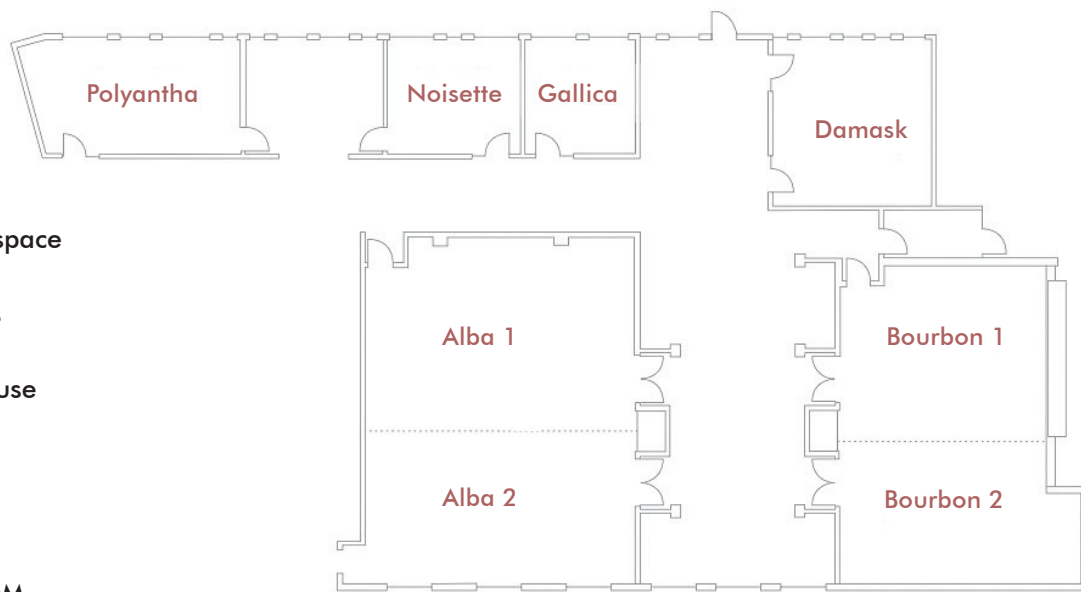 Polyantha
Noisette
Gallica
Damask
space
Alba 1
Bourbon 1
use
Alba 2
Bourbon 2